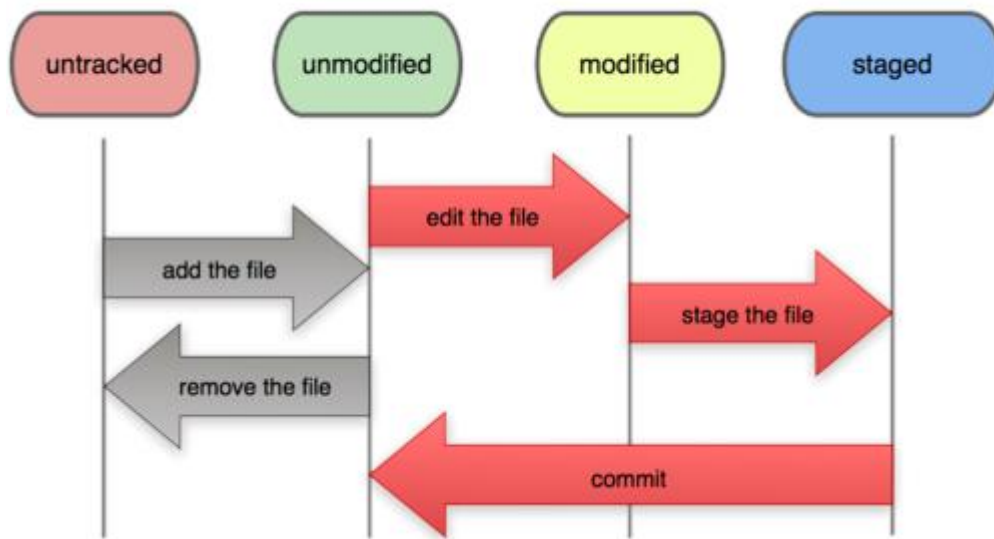 untracked
unmodified
modified
staged
edit the file
add the file
stage the file
remove the file
commit